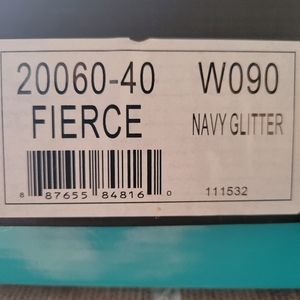 20060-40 W090
FIERCE NAVY GLITTER
8 87655 84816 0 111532